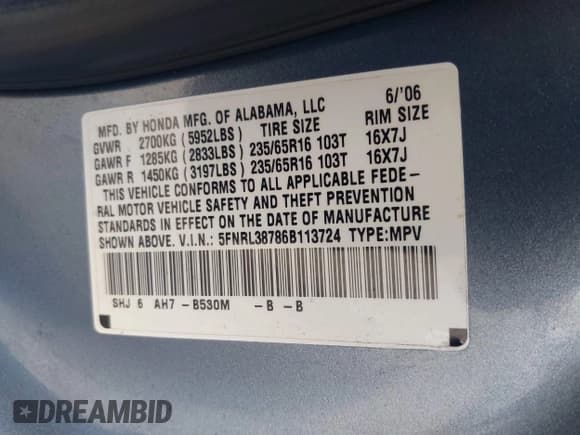 MFD. BY HONDA MFG. OF ALABAMA, LLC 6/'06
GVWR 2700KG (5952LBS) TIRE SIZE RIM SIZE
GAWR F 1285KG (2833LBS) 235/65R16 103T 16X7J
GAWR R 1450KG (3197LBS) 235/65R16 103T 16X7J
THIS VEHICLE CONFORMS TO ALL APPLICABLE FEDE-
RAL MOTOR VEHICLE SAFETY AND THEFT PREVENTION
STANDARDS IN EFFECT ON THE DATE OF MANUFACTURE
SHOWN ABOVE. V.I.N.: 5FNRL38786B113724 TYPE:MPV
SHJ 6 AH7 -B530M -B -B
DREAMBID